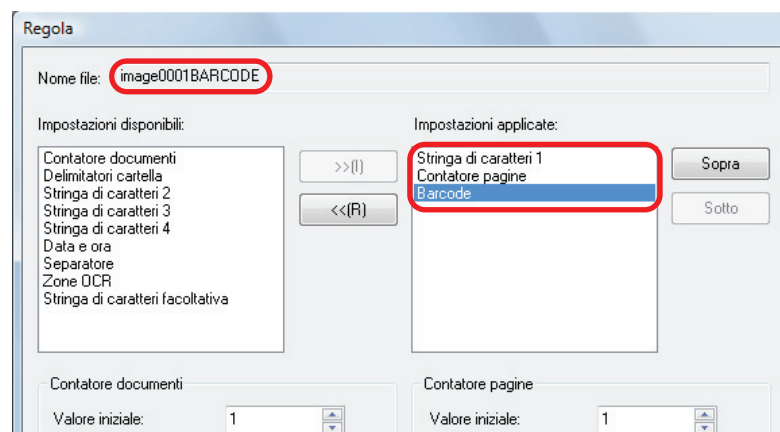 Regola
Nome file: image0001BARCODE
Impostazioni disponibili:
Contatore documenti
Delimitatori cartella
Stringa di caratteri 2
Stringa di caratteri 3
Stringa di caratteri 4
Data e ora
Separatore
Zone OCR
Stringa di caratteri facoltativa
>>(I)
<<(R)
Impostazioni applicate:
Stringa di caratteri 1
Contatore pagine
Barcode
Sopra
Sotto
Contatore documenti
Valore iniziale: 1
Contatore pagine
Valore iniziale: 1